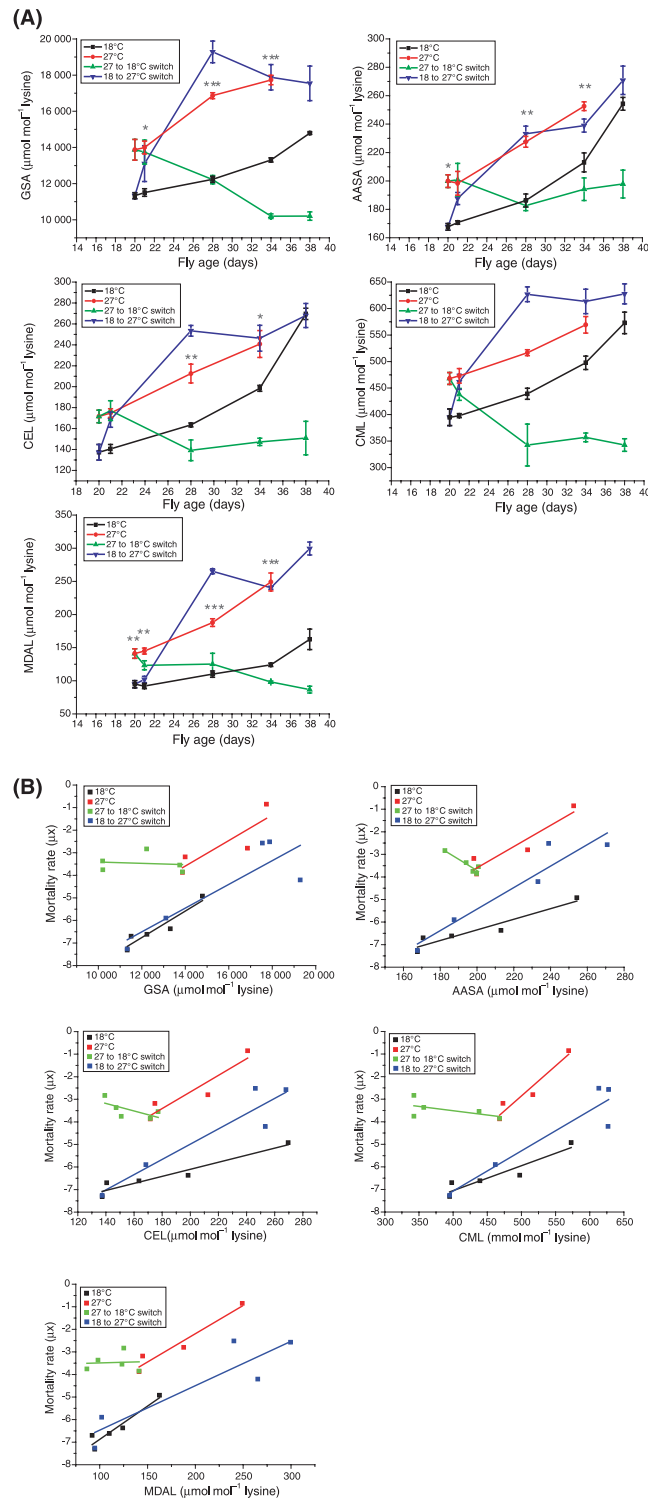 (A)
18°C
27°C
27 to 18°C switch
18 to 27°C switch
20 000
18 000
16 000
14 000
12 000
10 000
GSA (µmol mol⁻¹ lysine)
*
***
***
14 16 18 20 22 24 26 28 30 32 34 36 38 40
Fly age (days)
18°C
27°C
27 to 18°C switch
18 to 27°C switch
300
280
260
240
220
200
180
160
AASA (µmol mol⁻¹ lysine)
*
**
**
14 16 18 20 22 24 26 28 30 32 34 36 38 40
Fly age (days)
18°C
27°C
27 to 18°C switch
18 to 27°C switch
300
280
260
240
220
200
180
160
140
120
CEL (µmol mol⁻¹ lysine)
**
*
14 16 18 20 22 24 26 28 30 32 34 36 38 40
Fly age (days)
18°C
27°C
27 to 18°C switch
18 to 27°C switch
650
600
550
500
450
400
350
300
CML (µmol mol⁻¹ lysine)
14 16 18 20 22 24 26 28 30 32 34 36 38 40
Fly age (days)
18°C
27°C
27 to 18°C switch
18 to 27°C switch
350
300
250
200
150
100
50
MDAL (µmol mol⁻¹ lysine)
**
**
***
***
14 16 18 20 22 24 26 28 30 32 34 36 38 40
Fly age (days)
(B)
18°C
27°C
27 to 18°C switch
18 to 27°C switch
0
-1
-2
-3
-4
-5
-6
-7
-8
Mortality rate (µx)
10 000 12 000 14 000 16 000 18 000 20 000
GSA (µmol mol⁻¹ lysine)
18°C
27°C
27 to 18°C switch
18 to 27°C switch
0
-1
-2
-3
-4
-5
-6
-7
-8
Mortality rate (µx)
160 180 200 220 240 260 280
AASA (µmol mol⁻¹ lysine)
18°C
27°C
27 to 18°C switch
18 to 27°C switch
0
-1
-2
-3
-4
-5
-6
-7
-8
Mortality rate (µx)
120 140 160 180 200 220 240 260 280
CEL(µmol mol⁻¹ lysine)
18°C
27°C
27 to 18°C switch
18 to 27°C switch
0
-1
-2
-3
-4
-5
-6
-7
-8
Mortality rate (µx)
300 350 400 450 500 550 600 650
CML (mmol mol⁻¹ lysine)
18°C
27°C
27 to 18°C switch
18 to 27°C switch
0
-1
-2
-3
-4
-5
-6
-7
-8
Mortality rate (µx)
100 150 200 250 300
MDAL (µmol mol⁻¹ lysine)